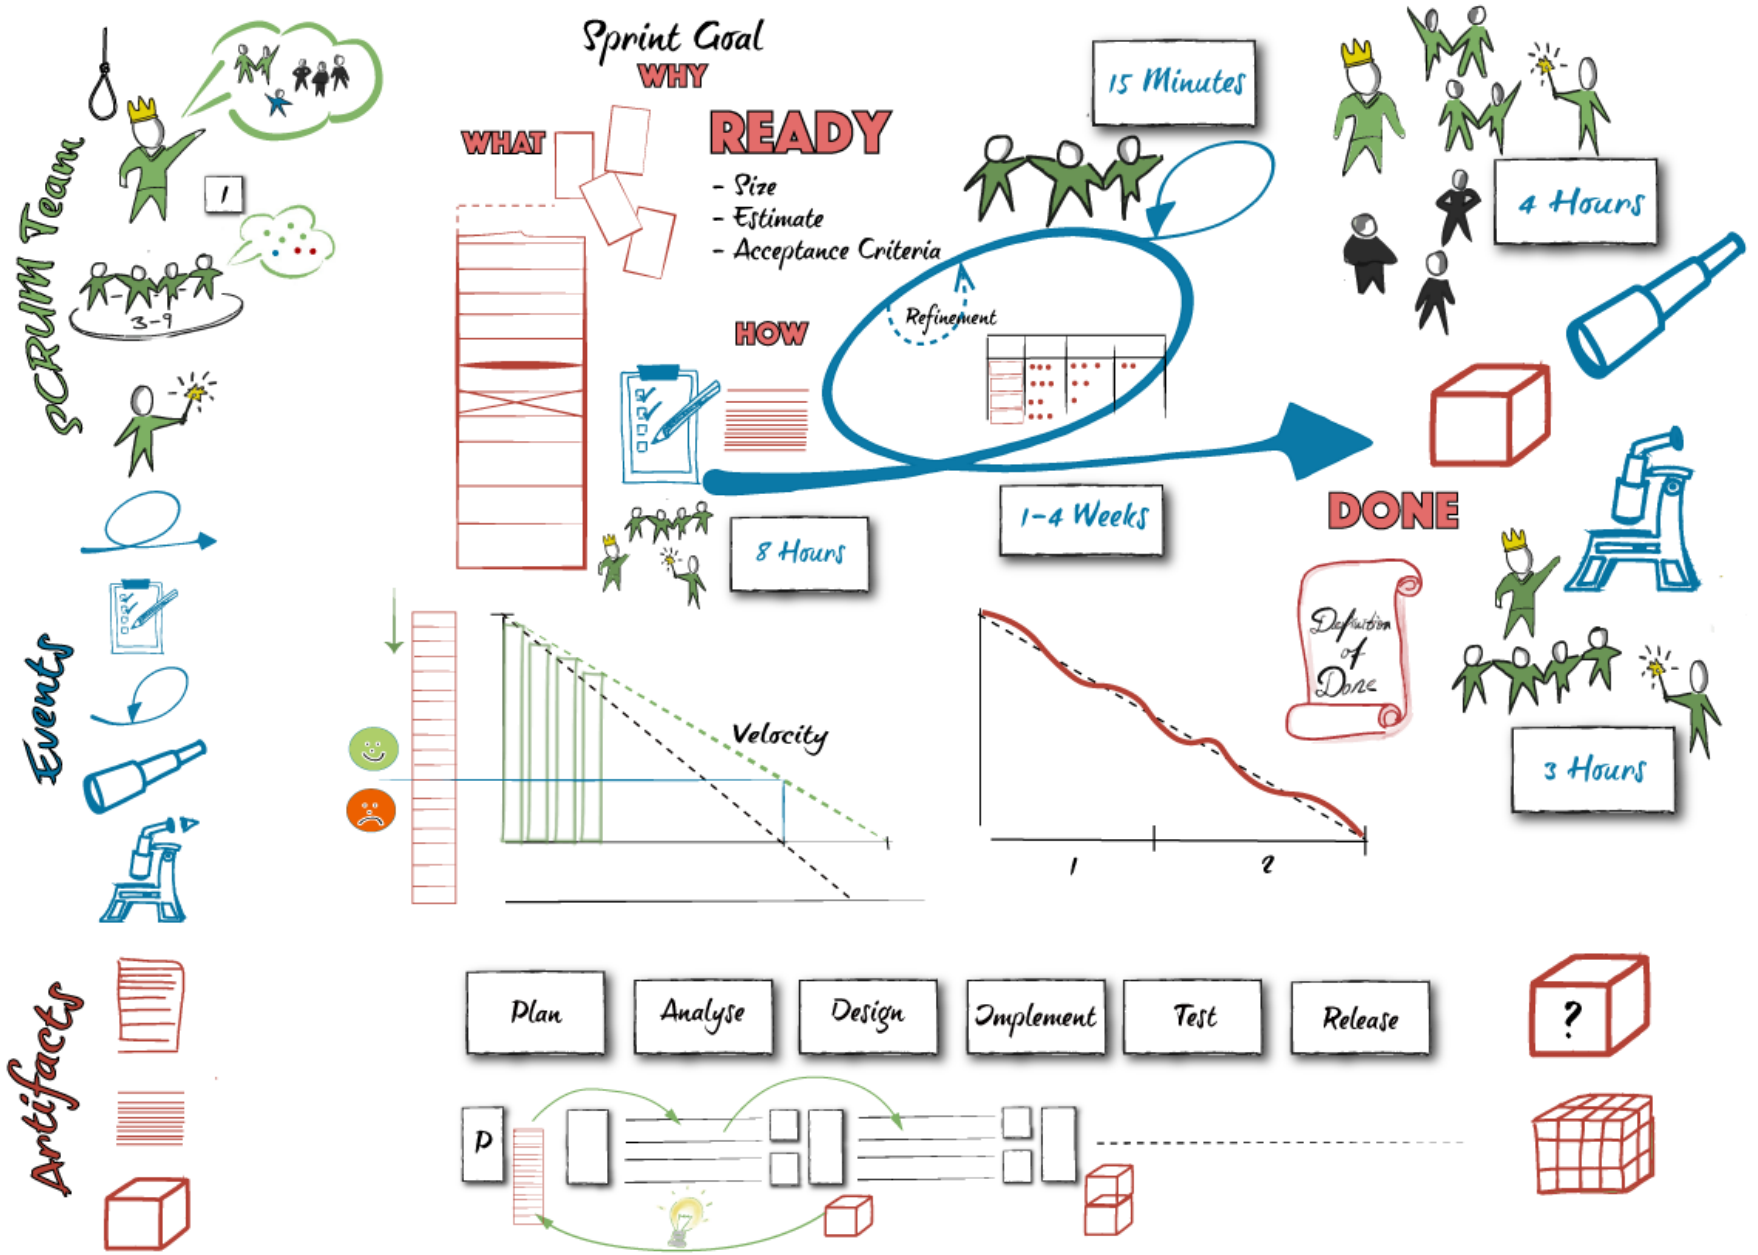 Sprint Goal
WHY
WHAT
READY
- Size
- Estimate
- Acceptance Criteria
15 Minutes
4 Hours
SCRUM Team
1
3-9
HOW
Refinement
8 Hours
1-4 Weeks
DONE
Definition
of
Done
3 Hours
Events
Velocity
1
2
Artifacts
Plan
Analyse
Design
Implement
Test
Release
?
P